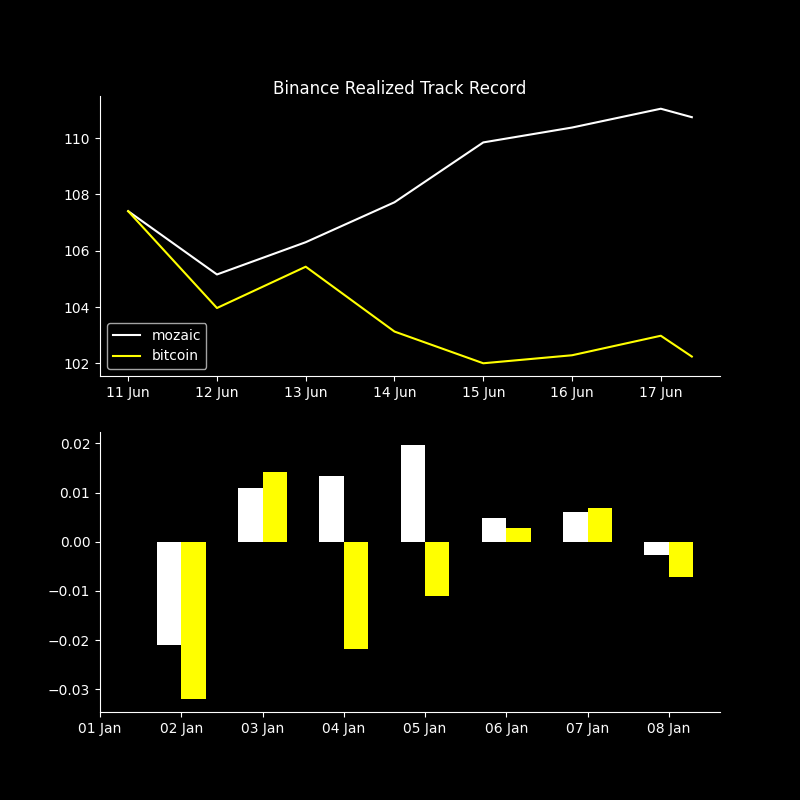 Binance Realized Track Record
110
108
106
104
102
mozaic
bitcoin
11 Jun 12 Jun 13 Jun 14 Jun 15 Jun 16 Jun 17 Jun
0.02
0.01
0.00
−0.01
−0.02
−0.03
01 Jan 02 Jan 03 Jan 04 Jan 05 Jan 06 Jan 07 Jan 08 Jan